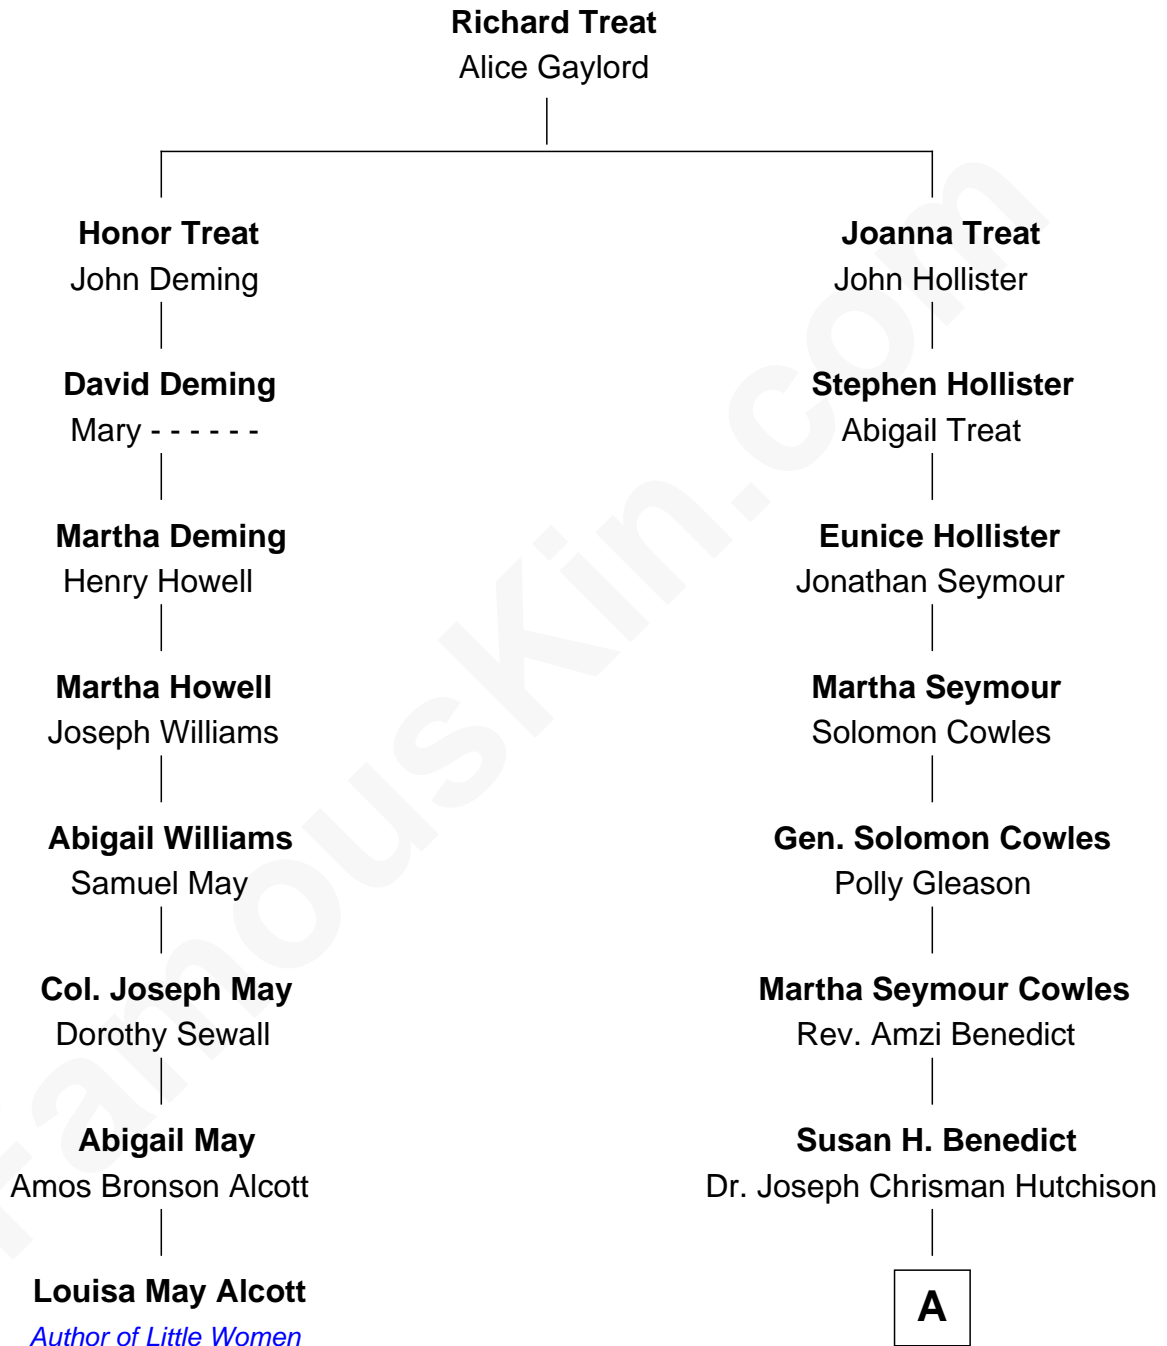 Richard Treat
Alice Gaylord
Honor Treat
John Deming
Joanna Treat
John Hollister
David Deming
Mary - - - - - -
Stephen Hollister
Abigail Treat
Martha Deming
Henry Howell
Eunice Hollister
Jonathan Seymour
Martha Howell
Joseph Williams
Martha Seymour
Solomon Cowles
Abigail Williams
Samuel May
Gen. Solomon Cowles
Polly Gleason
Col. Joseph May
Dorothy Sewall
Martha Seymour Cowles
Rev. Amzi Benedict
Abigail May
Amos Bronson Alcott
Susan H. Benedict
Dr. Joseph Chrisman Hutchison
Louisa May Alcott
Author of Little Women
A
FamousKin.com